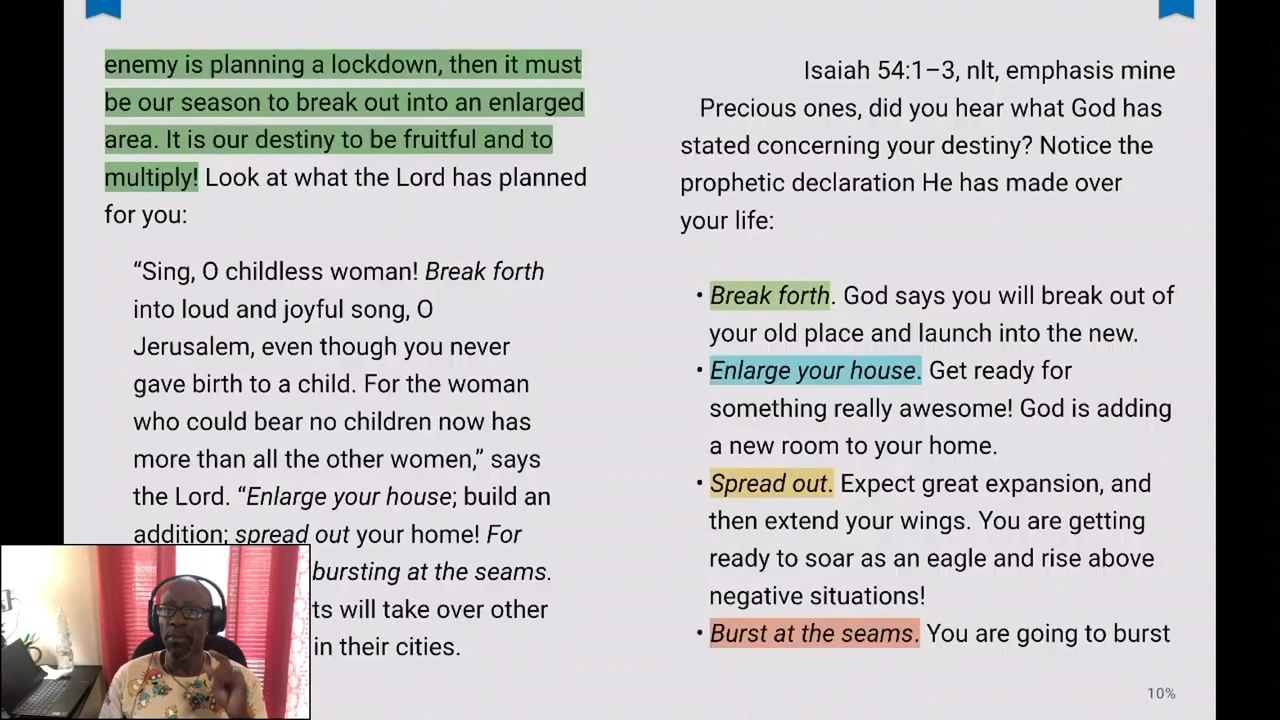 enemy is planning a lockdown, then it must
be our season to break out into an enlarged
area. It is our destiny to be fruitful and to
multiply! Look at what the Lord has planned
for you:
“Sing, O childless woman! Break forth
into loud and joyful song, O
Jerusalem, even though you never
gave birth to a child. For the woman
who could bear no children now has
more than all the other women,” says
the Lord. “Enlarge your house; build an
addition; spread out your home! For
bursting at the seams.
ts will take over other
in their cities.
Isaiah 54:1–3, nlt, emphasis mine
Precious ones, did you hear what God has
stated concerning your destiny? Notice the
prophetic declaration He has made over
your life:
• Break forth. God says you will break out of
your old place and launch into the new.
• Enlarge your house. Get ready for
something really awesome! God is adding
a new room to your home.
• Spread out. Expect great expansion, and
then extend your wings. You are getting
ready to soar as an eagle and rise above
negative situations!
• Burst at the seams. You are going to burst
10%